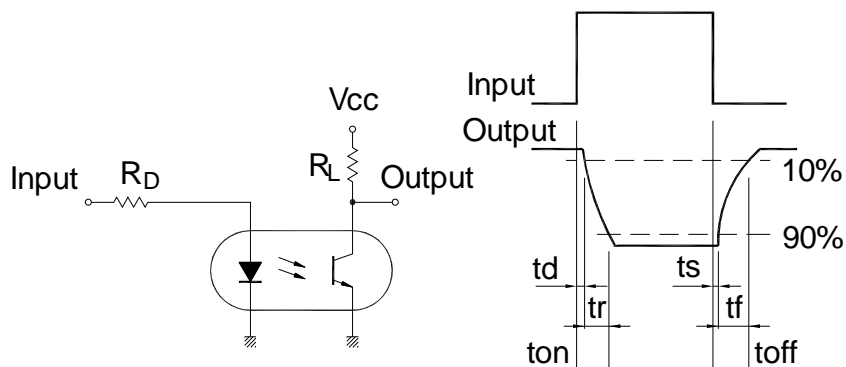 Vcc
Input
RD
RL
Output
Input
Output
10%
90%
td
ts
tr
tf
ton
toff